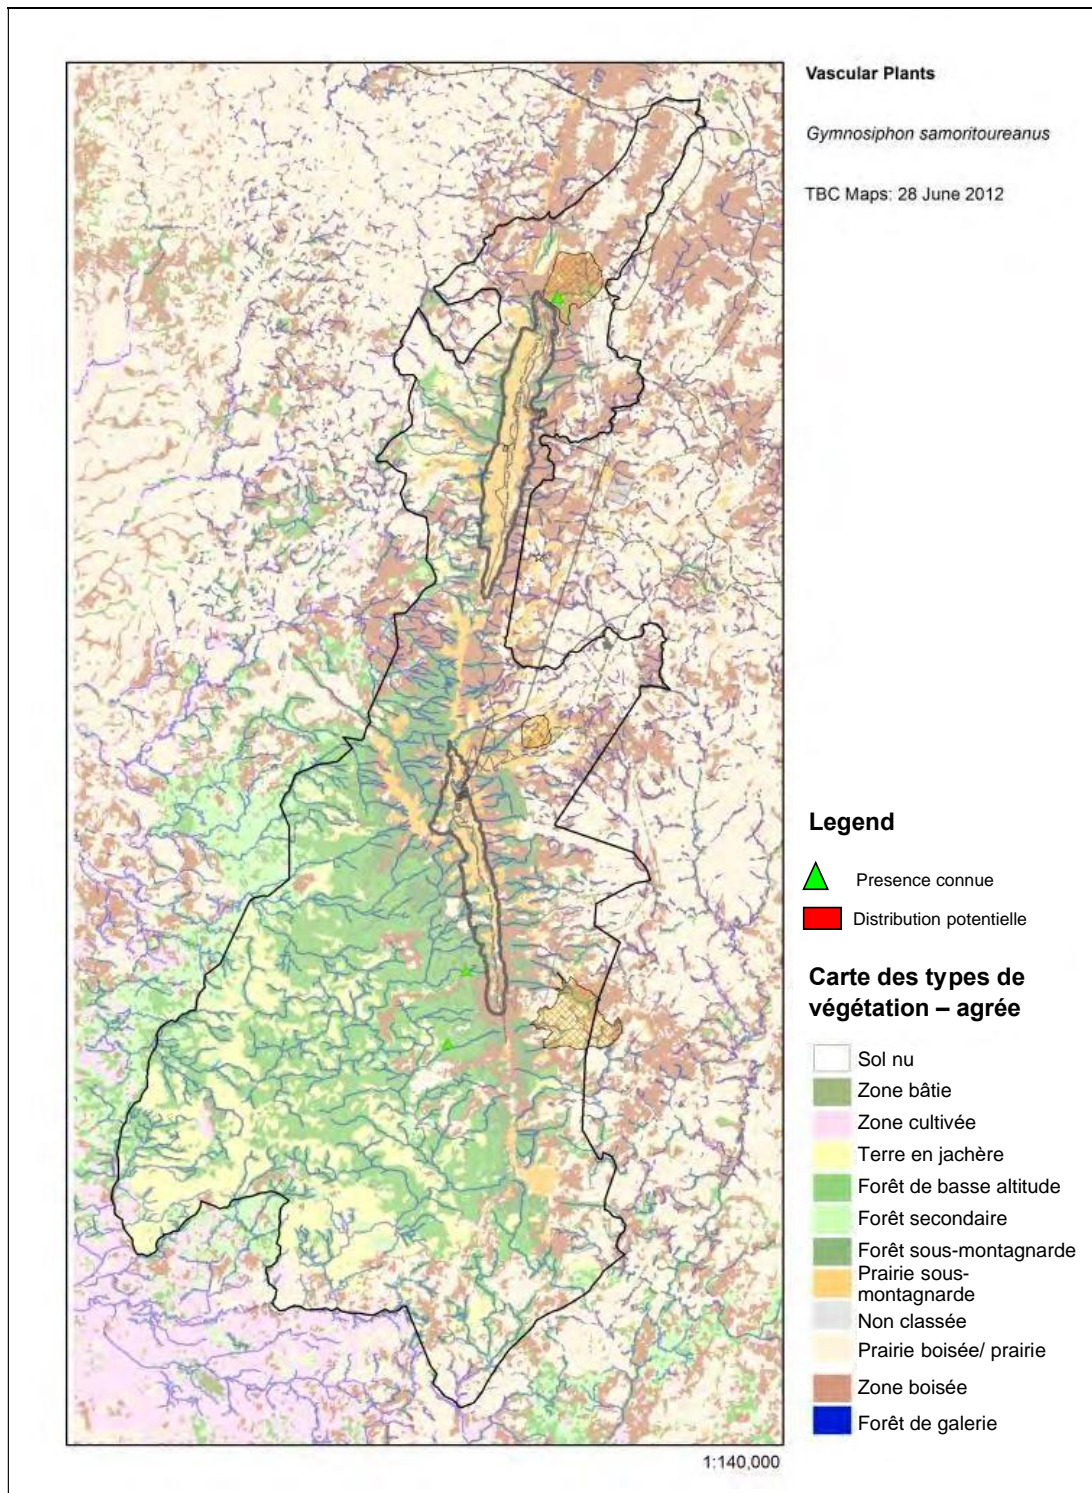 Vascular Plants
Gymnosiphon samoritoureanus
TBC Maps: 28 June 2012
Legend
Presence connue
Distribution potentielle
Carte des types de
végétation – agrée
Sol nu
Zone bâtie
Zone cultivée
Terre en jachère
Forêt de basse altitude
Forêt secondaire
Forêt sous-montagnarde
Prairie sous-
montagnarde
Non classée
Prairie boisée/ prairie
Zone boisée
Forêt de galerie
1:140,000